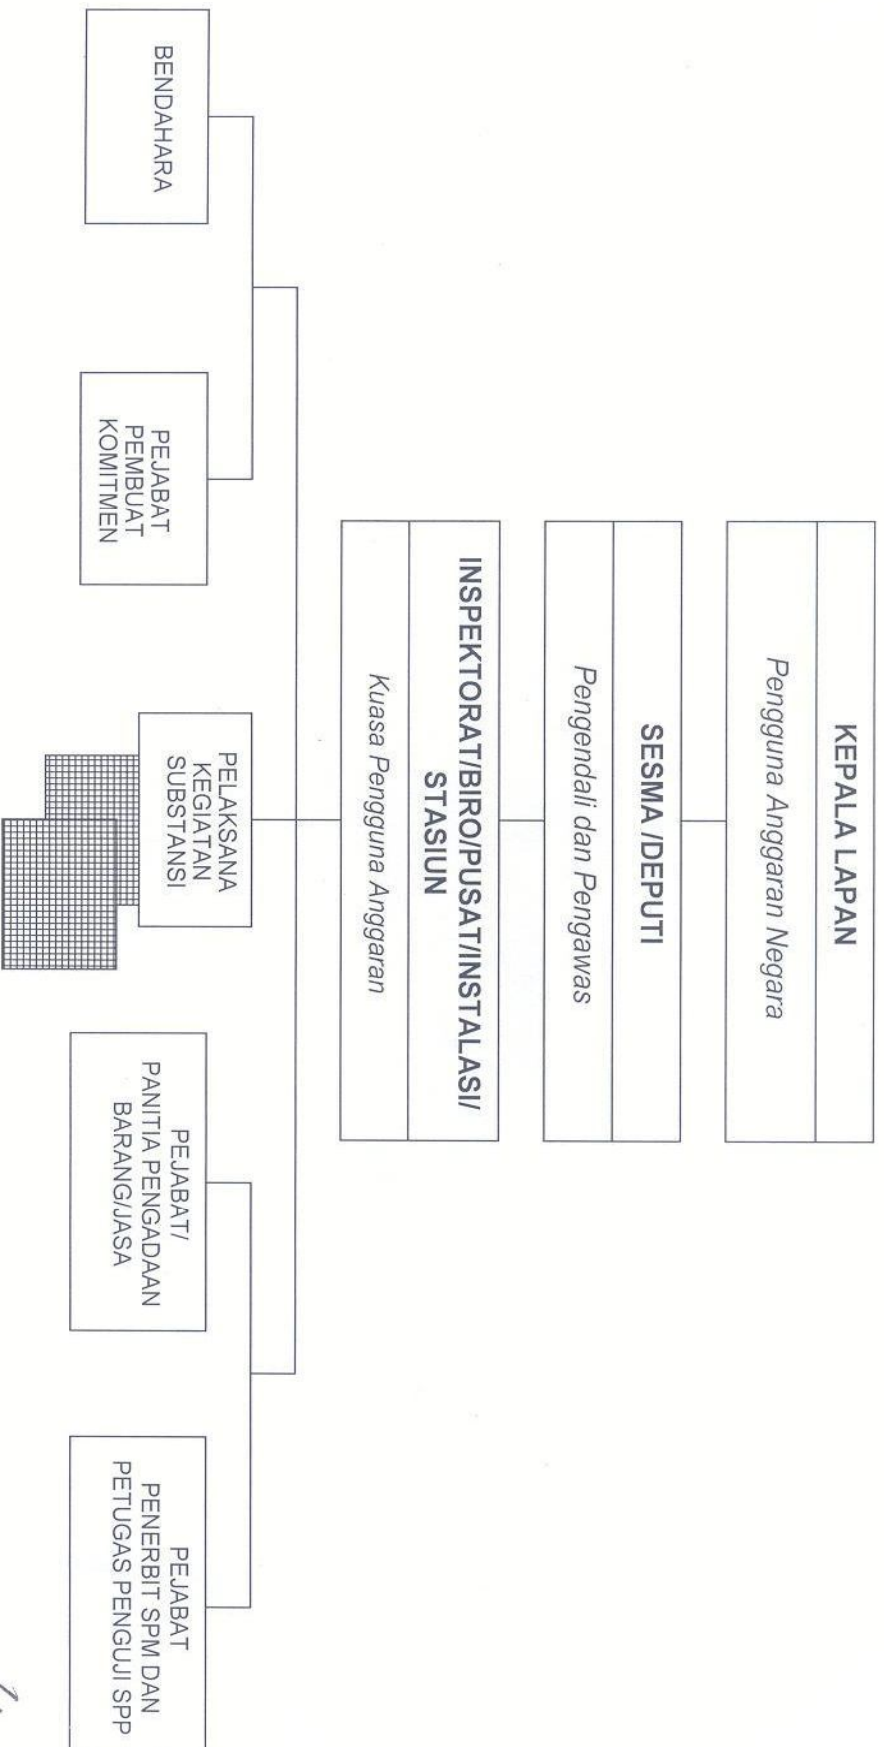 KEPALA LAPAN
Pengguna Anggaran Negara
SESMA /DEPUTI
Pengendali dan Pengawas
INSPEKTORAT/BIRO/PUSAT/INSTALASI/
STASIUN
Kuasa Pengguna Anggaran
BENDAHARA
PEJABAT
PEMBUAT
KOMITMEN
PELAKSANA
KEGIATAN
SUBSTANSI
PEJABAT/
PANITIA PENGADAAN
BARANG/JASA
PEJABAT
PENERBIT SPM DAN
PETUGAS PENGUJI SPP